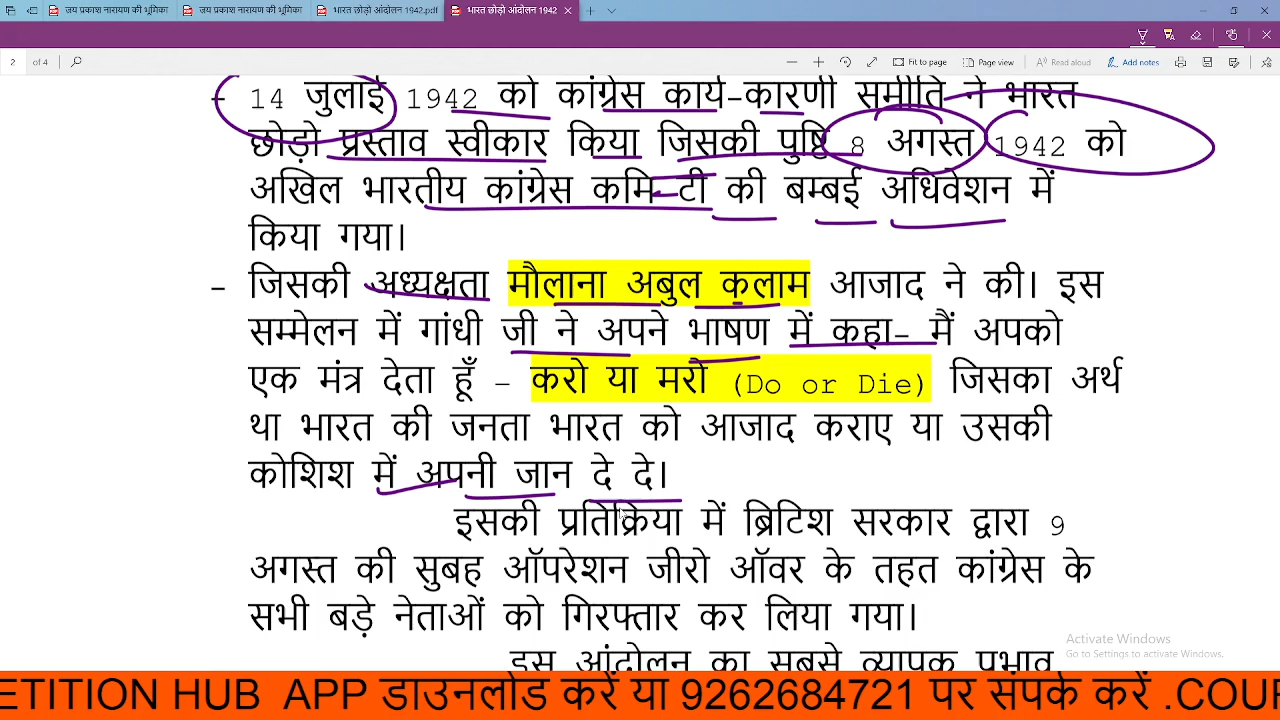 जय प्रकाश नारायण की भूमिका
जय प्रकाश नारायण की भूमिका
भारत छोड़ो आंदोलन 1942.pdf
भारत छोड़ो आंदोलन 1942
2 of 4
Fit to page
Page view
Read aloud
Add notes
- 14 जुलाई 1942 को कांग्रेस कार्य-कारणी समीति ने भारत
छोड़ो प्रस्ताव स्वीकार किया जिसकी पुष्टि 8 अगस्त 1942 को
अखिल भारतीय कांग्रेस कमि-टी की बम्बई अधिवेशन में
किया गया।
- जिसकी अध्यक्षता मौलाना अबुल कलाम आजाद ने की। इस
सम्मेलन में गांधी जी ने अपने भाषण में कहा- मैं अपको
एक मंत्र देता हूँ - करो या मरो (Do or Die) जिसका अर्थ
था भारत की जनता भारत को आजाद कराए या उसकी
कोशिश में अपनी जान दे दे।
इसकी प्रतिक्रिया में ब्रिटिश सरकार द्वारा 9
अगस्त की सुबह ऑपरेशन जीरो ऑवर के तहत कांग्रेस के
सभी बड़े नेताओं को गिरफ्तार कर लिया गया।
इस आंदोलन का सबसे व्यापक प्रभाव
Activate Windows
Go to Settings to activate Windows.
ETITION HUB APP डाउनलोड करें या 9262684721 पर संपर्क करें .COU